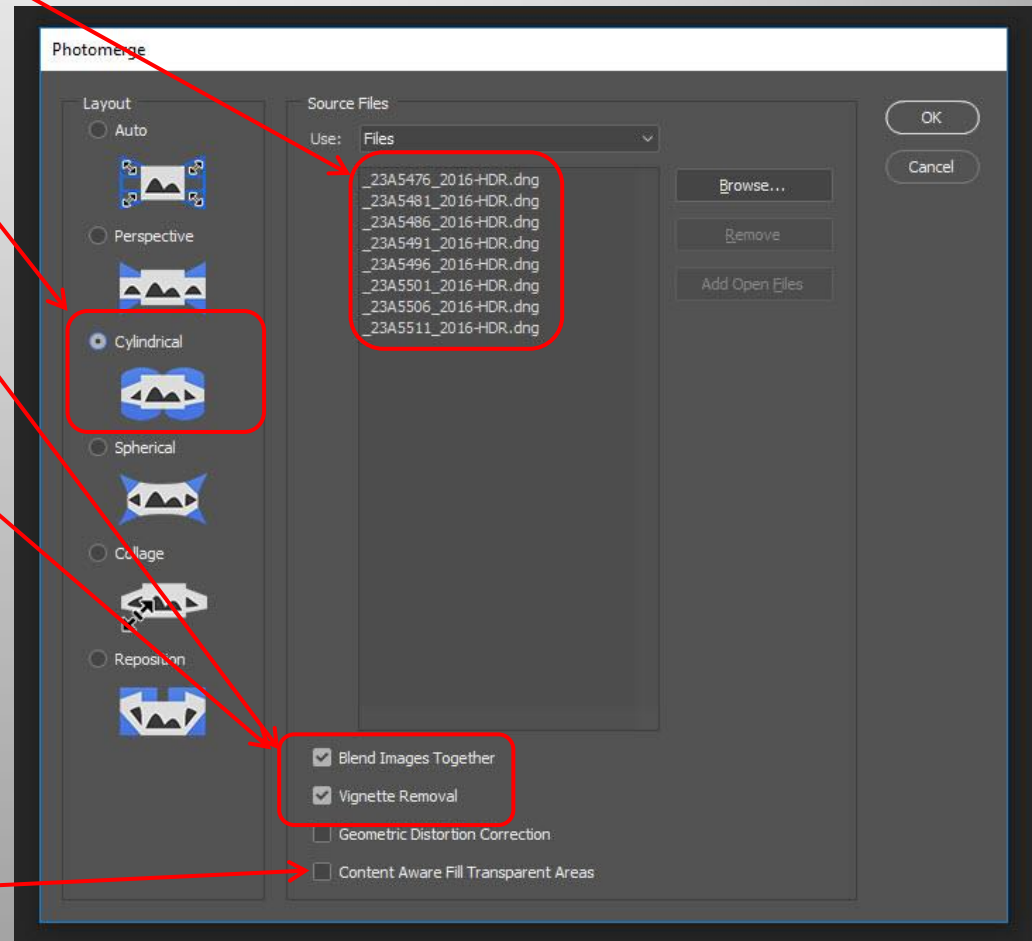 Photomerge
Layout
Auto
Perspective
Cylindrical
Spherical
Collage
Reposition
Source Files
Use: Files
_23A5476_2016-HDR.dng
_23A5481_2016-HDR.dng
_23A5486_2016-HDR.dng
_23A5491_2016-HDR.dng
_23A5496_2016-HDR.dng
_23A5501_2016-HDR.dng
_23A5506_2016-HDR.dng
_23A5511_2016-HDR.dng
Browse...
Remove
Add Open Files
OK
Cancel
Blend Images Together
Vignette Removal
Geometric Distortion Correction
Content Aware Fill Transparent Areas